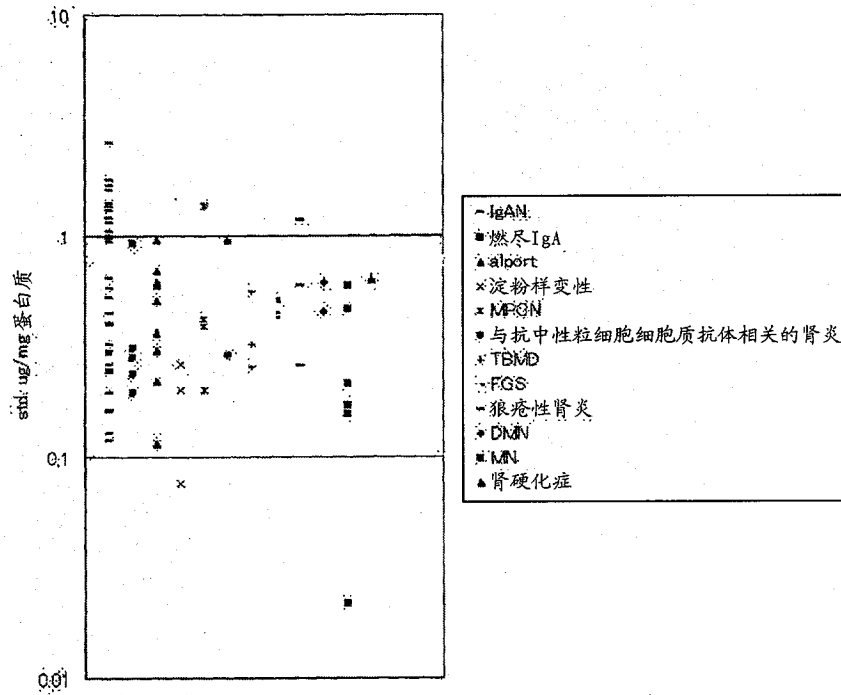 10
1
0.1
0.01
std. ug/mg 蛋白质
IgAN
燃尽IgA
alport
淀粉样变性
MPGN
与抗中性粒细胞细胞质抗体相关的肾炎
TBMD
FGS
狼疮性肾炎
DMN
MN
肾硬化症